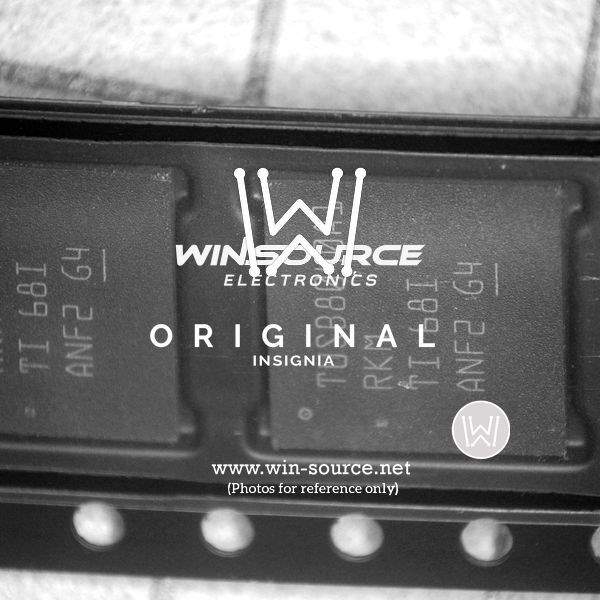 WINSOURCE
ELECTRONICS
ORIGINAL
INSIGNIA
www.win-source.net
(Photos for reference only)
TI 68I
ANF2 G4
RKM
TI 68I
ANF2 G4